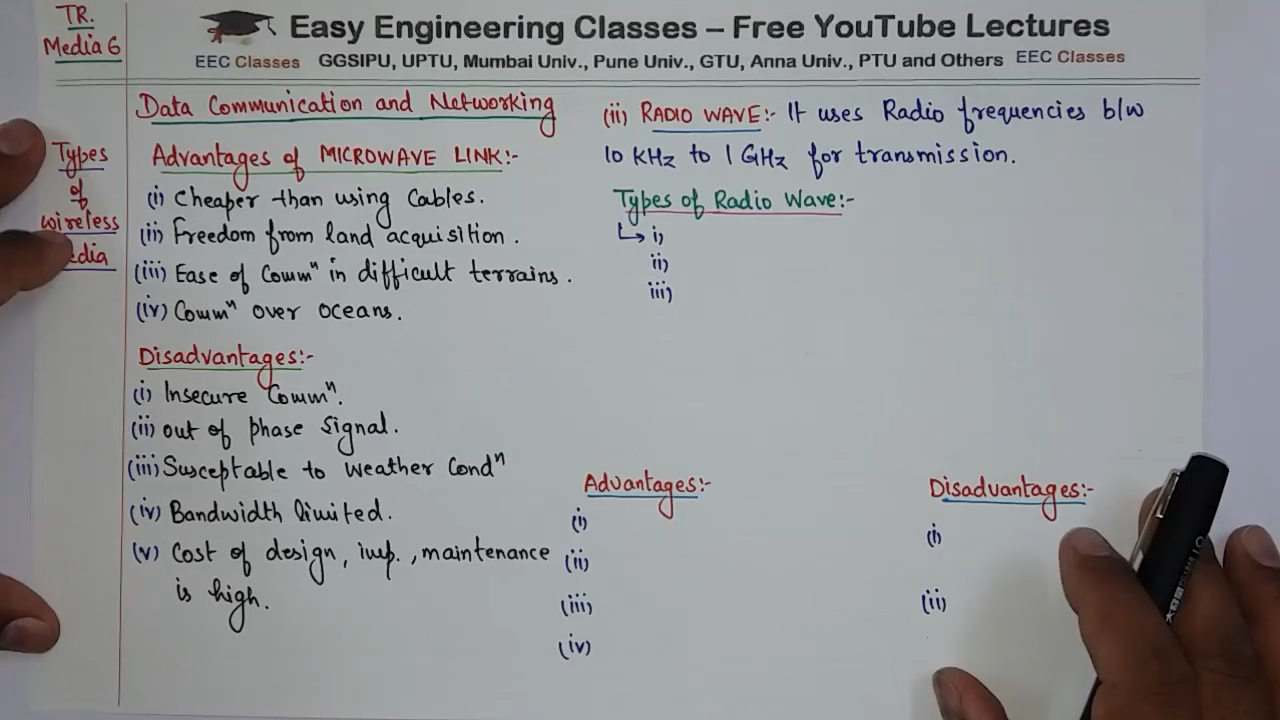 TR.
Media 6
Easy Engineering Classes – Free YouTube Lectures
EEC Classes GGSIPU, UPTU, Mumbai Univ., Pune Univ., GTU, Anna Univ., PTU and Others EEC Classes
Types
of
wireless
edia
Data Communication and Networking
Advantages of MICROWAVE LINK:-
(i) Cheaper than using Cables.
(ii) Freedom from land acquisition.
(iii) Ease of Commⁿ in difficult terrains.
(iv) Commⁿ over oceans.
Disadvantages:-
(i) Insecure Commⁿ.
(ii) out of phase signal.
(iii) Susceptable to weather Condⁿ
(iv) Bandwidth limited.
(v) Cost of design, imp., maintenance
is high.
(ii) RADIO WAVE:- It uses Radio frequencies b/w
10 KHz to 1 GHz for transmission.
Types of Radio Wave:-
↳ i)
ii)
iii)
Advantages:-
(i)
(ii)
(iii)
(iv)
Disadvantages:-
(i)
(ii)